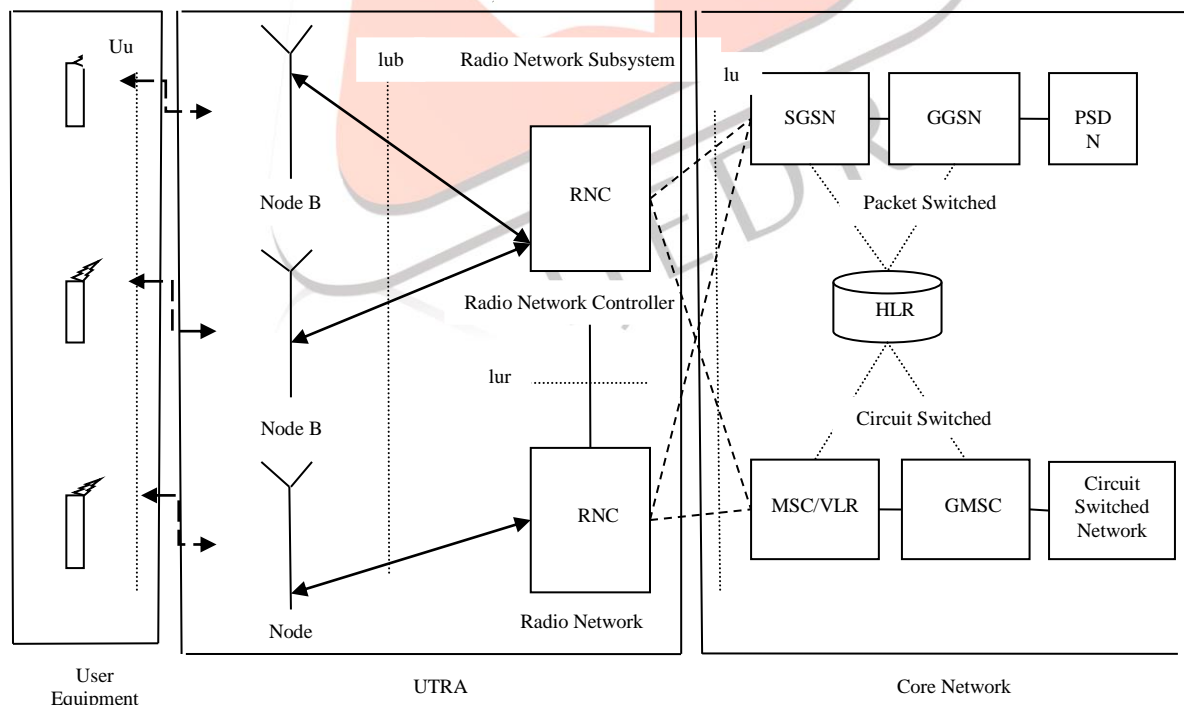 Uu
lub
Radio Network Subsystem
lu
SGSN
GGSN
PSD
N
RNC
Node B
Packet Switched
Radio Network Controller
HLR
lur
Node B
Circuit Switched
RNC
MSC/VLR
GMSC
Circuit
Switched
Network
Node
Radio Network
User
Equipment
UTRA
Core Network